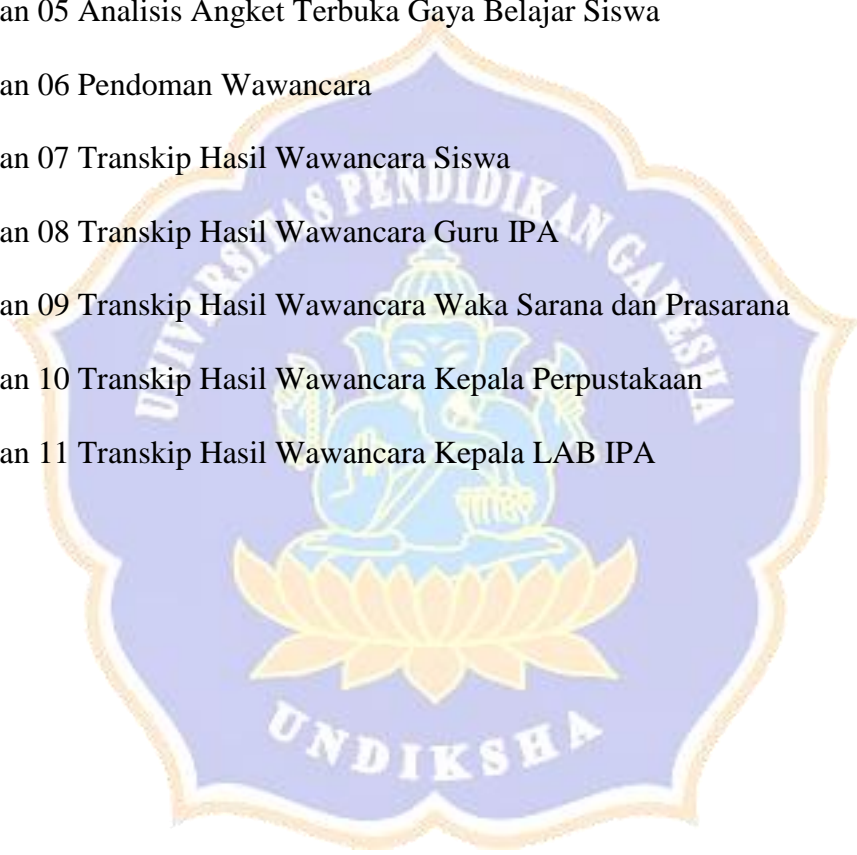 an 05 Analisis Angket Terbuka Gaya Belajar Siswa
an 06 Pendoman Wawancara
an 07 Transkip Hasil Wawancara Siswa
UNIVERSITAS PENDIDIKAN GANESHA
an 08 Transkip Hasil Wawancara Guru IPA
an 09 Transkip Hasil Wawancara Waka Sarana dan Prasarana
an 10 Transkip Hasil Wawancara Kepala Perpustakaan
an 11 Transkip Hasil Wawancara Kepala LAB IPA
UNDIKSHA